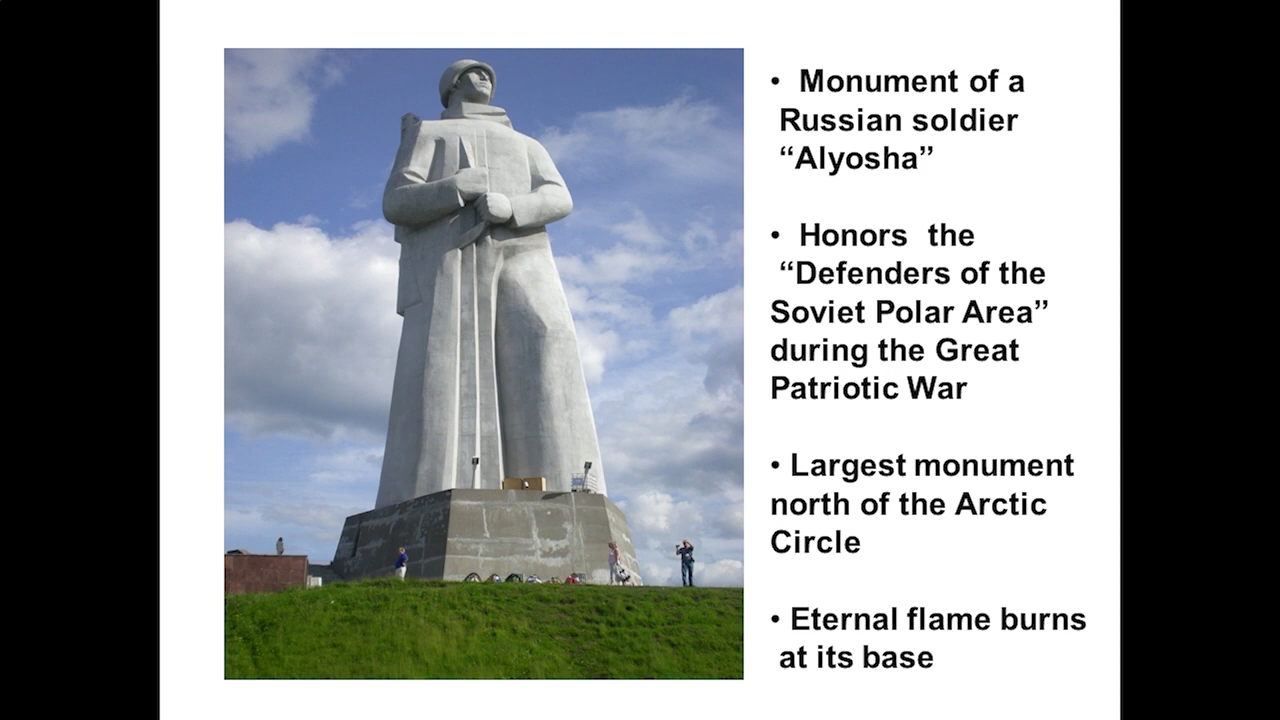 • Monument of a
Russian soldier
“Alyosha”
• Honors the
“Defenders of the
Soviet Polar Area”
during the Great
Patriotic War
• Largest monument
north of the Arctic
Circle
• Eternal flame burns
at its base